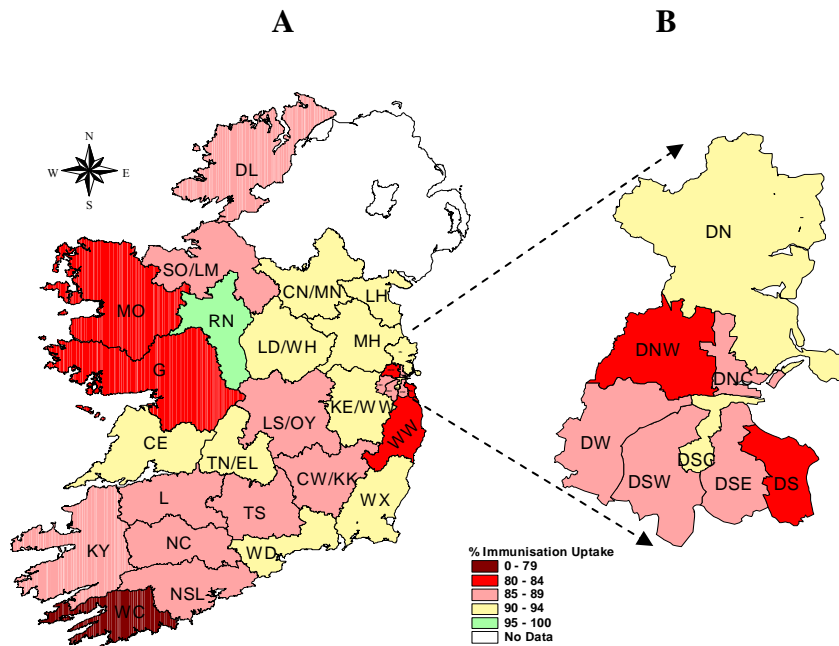 A
B
N
W E
S
DL
SO/LM
CN/MN
LH
MO
RN
LD/WH
MH
G
KE/WW
LS/OY
WW
CE
TN/EL
CW/KK
L
TS
WX
KY
NC
WD
NSL
WC
DN
DNW
DNC
DW
DSC
DSW
DSE
DS
% Immunisation Uptake
0 - 79
80 - 84
85 - 89
90 - 94
95 - 100
No Data